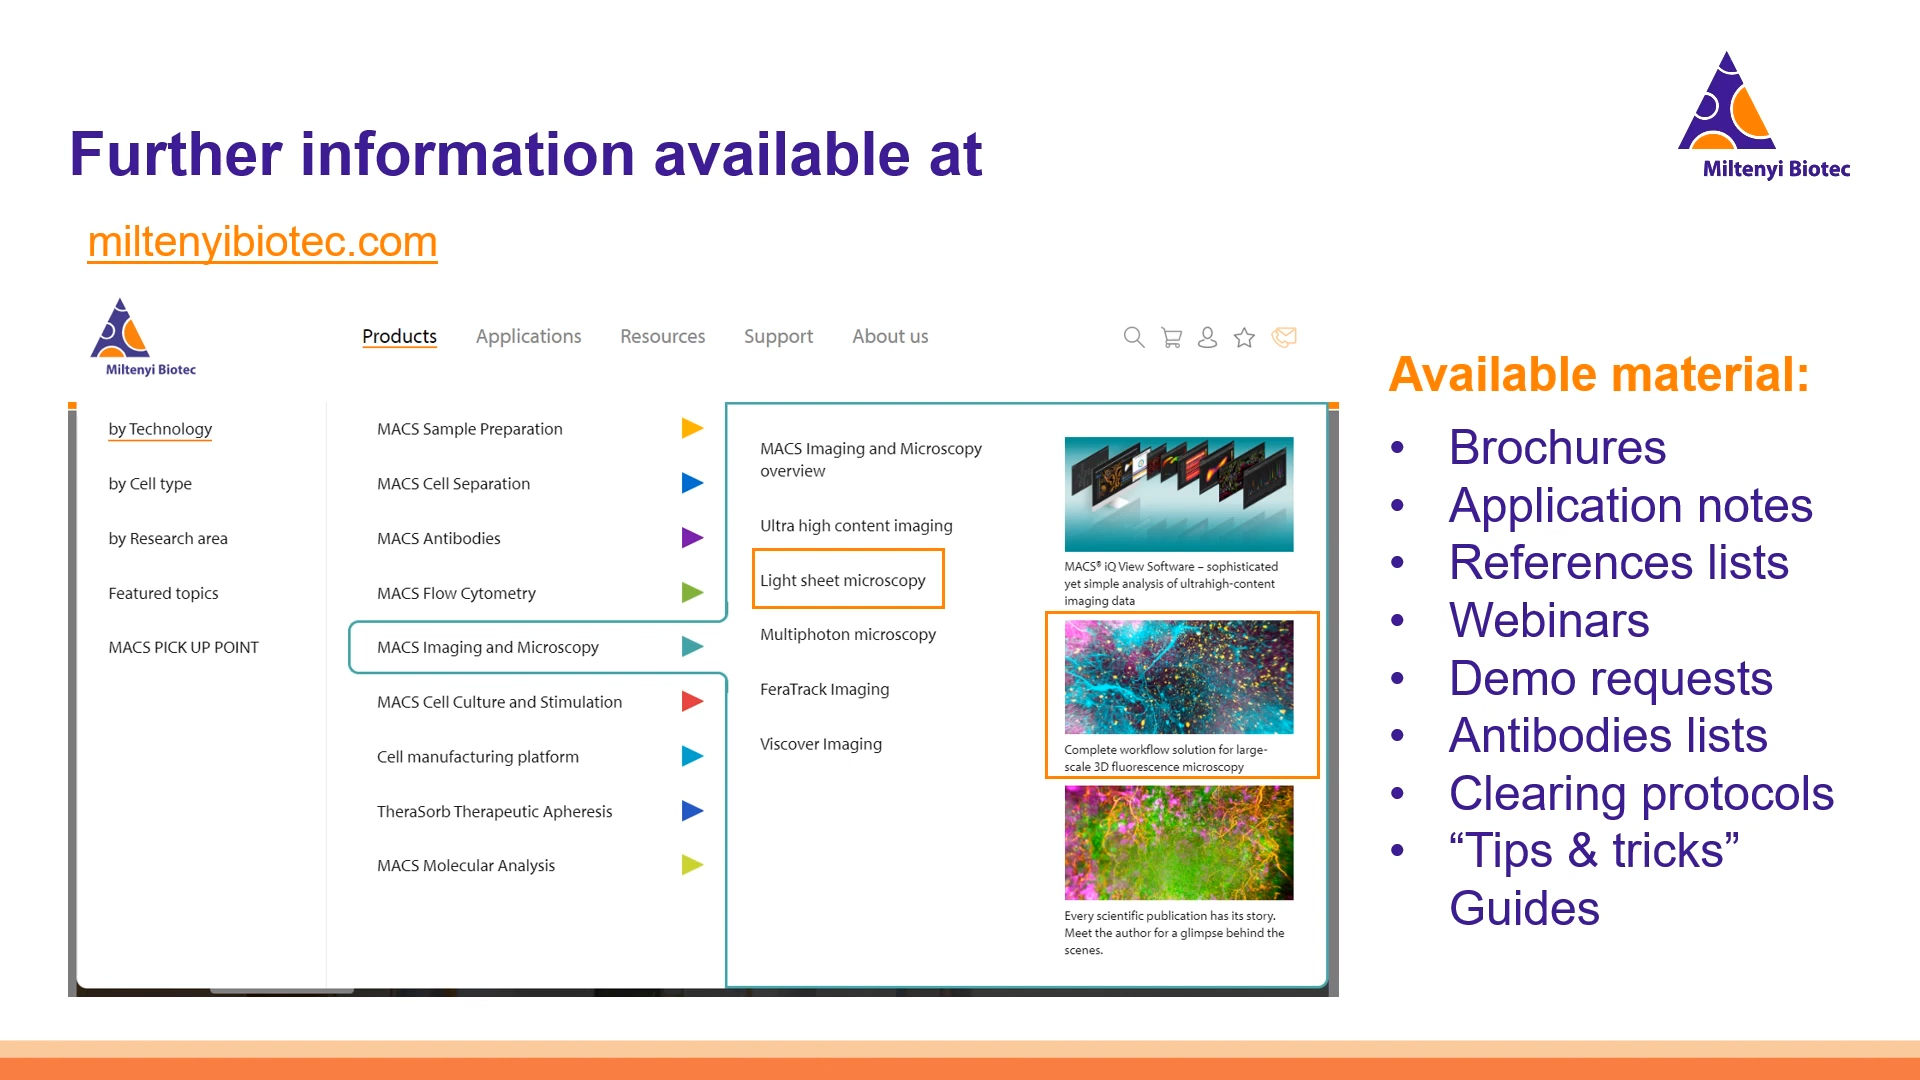 Further information available at
Miltenyi Biotec
miltenyibiotec.com
Miltenyi Biotec
Products
Applications
Resources
Support
About us
by Technology
by Cell type
by Research area
Featured topics
MACS PICK UP POINT
MACS Sample Preparation
MACS Cell Separation
MACS Antibodies
MACS Flow Cytometry
MACS Imaging and Microscopy
MACS Cell Culture and Stimulation
Cell manufacturing platform
TheraSorb Therapeutic Apheresis
MACS Molecular Analysis
MACS Imaging and Microscopy
overview
Ultra high content imaging
Light sheet microscopy
Multiphoton microscopy
FeraTrack Imaging
Viscover Imaging
MACS® iQ View Software – sophisticated
yet simple analysis of ultrahigh-content
imaging data
Complete workflow solution for large-
scale 3D fluorescence microscopy
Every scientific publication has its story.
Meet the author for a glimpse behind the
scenes.
Available material:
• Brochures
• Application notes
• References lists
• Webinars
• Demo requests
• Antibodies lists
• Clearing protocols
• “Tips & tricks”
Guides